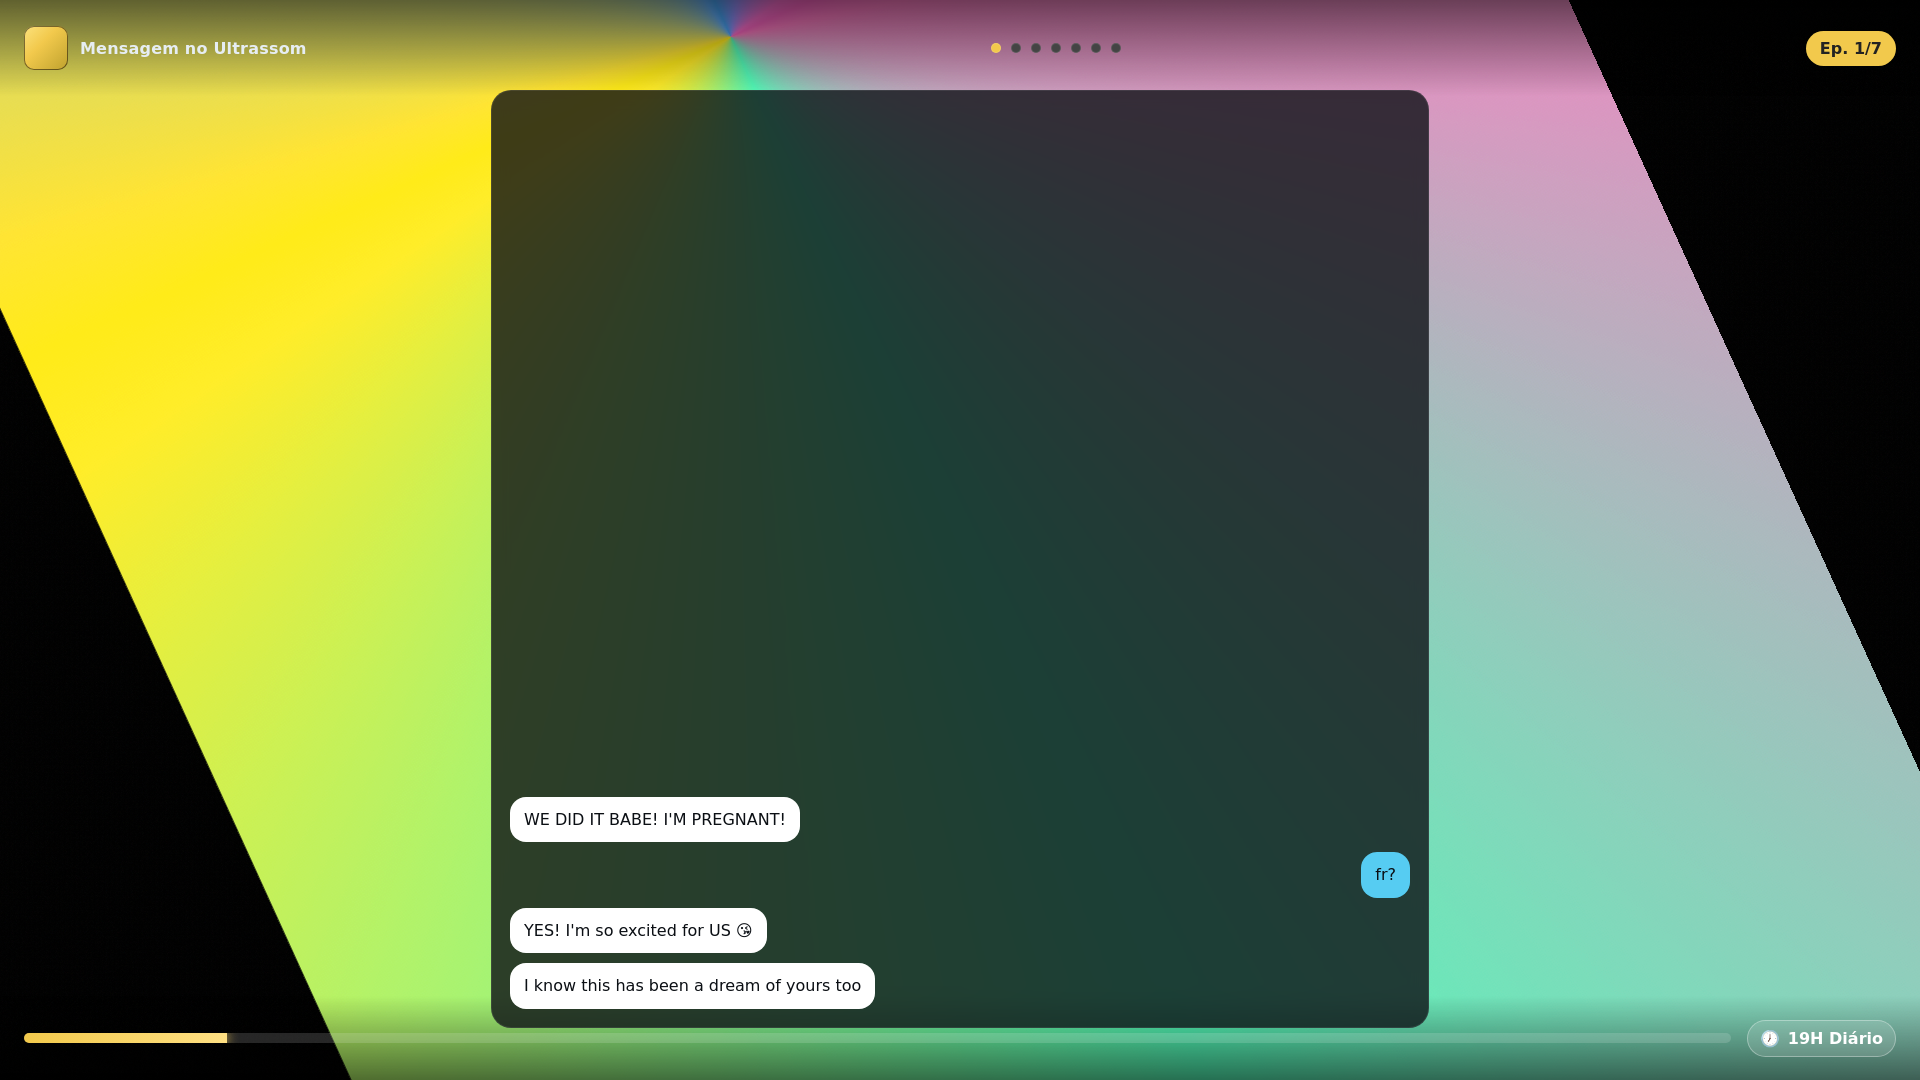 Mensagem no Ultrassom
Ep. 1/7
WE DID IT BABE! I'M PREGNANT!
fr?
YES! I'm so excited for US 😘
I know this has been a dream of yours too
🕖 19H Diário